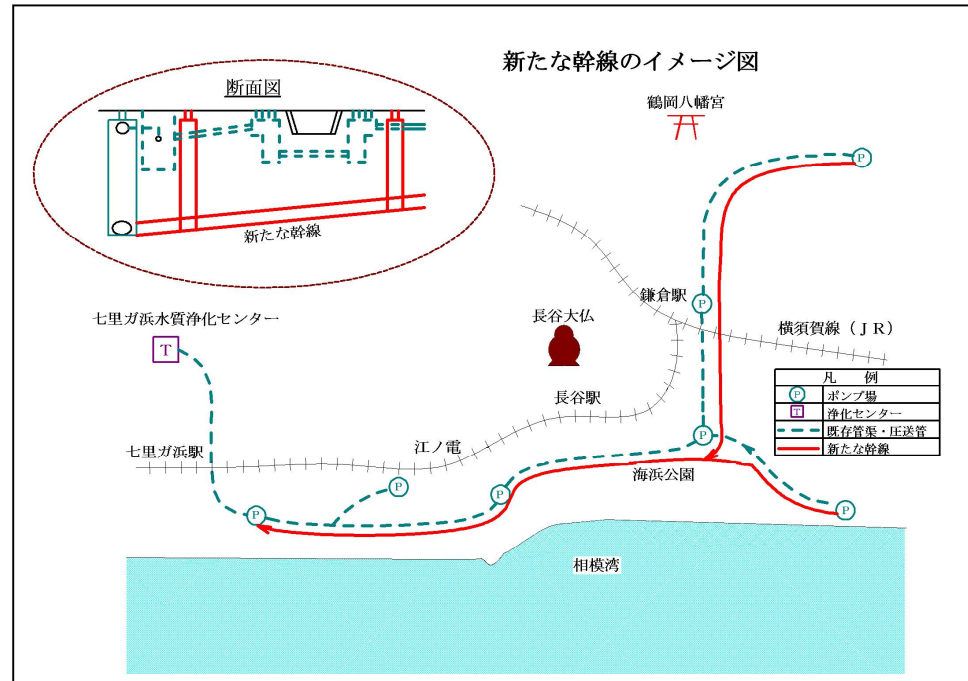 新たな幹線のイメージ図
断面図
新たな幹線
鶴岡八幡宮
P
P
鎌倉駅
横須賀線（ＪＲ）
七里ガ浜水質浄化センター
T
長谷大仏
長谷駅
凡　例
P ポンプ場
T 浄化センター
既存管渠・圧送管
新たな幹線
七里ガ浜駅
江ノ電
P
海浜公園
P
P
P
P
相模湾